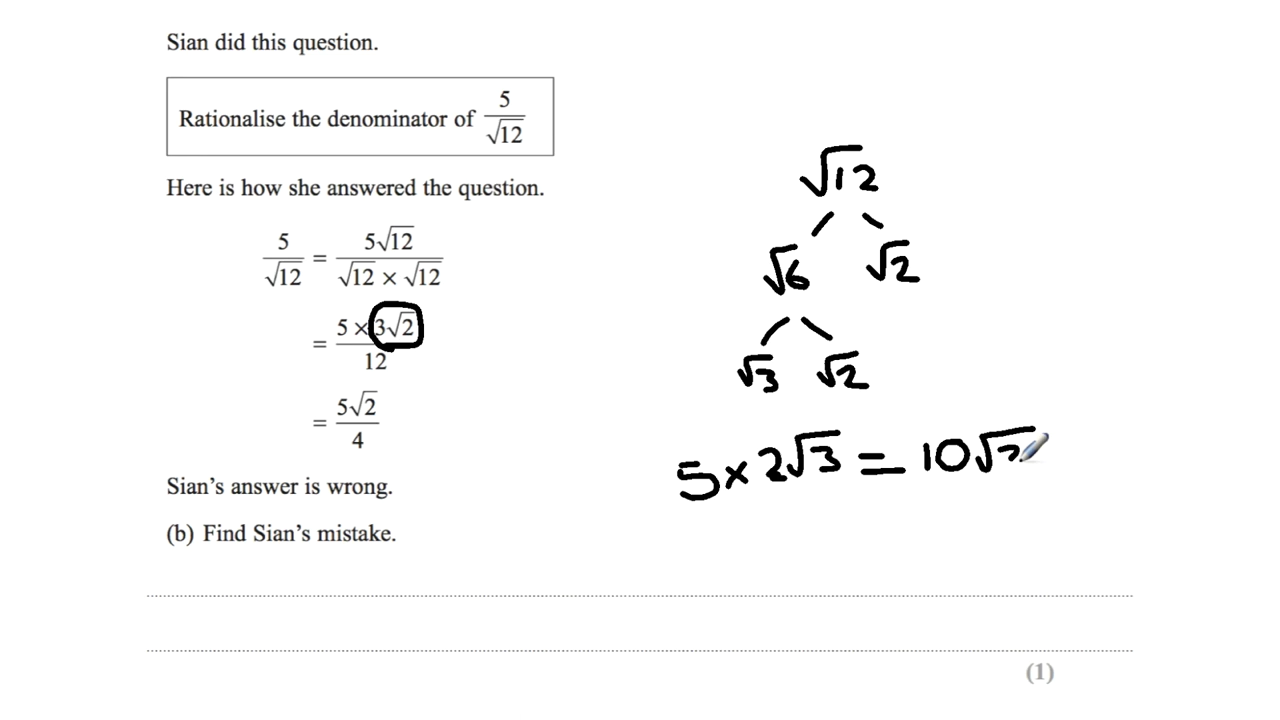 Sian did this question.
Rationalise the denominator of 5/√12
Here is how she answered the question.
5/√12 = 5√12/(√12 × √12)
= (5 × 3√2)/12
= 5√2/4
Sian's answer is wrong.
(b) Find Sian's mistake.
(1)
√12
√6 √2
√3 √2
5 × 2√3 = 10√